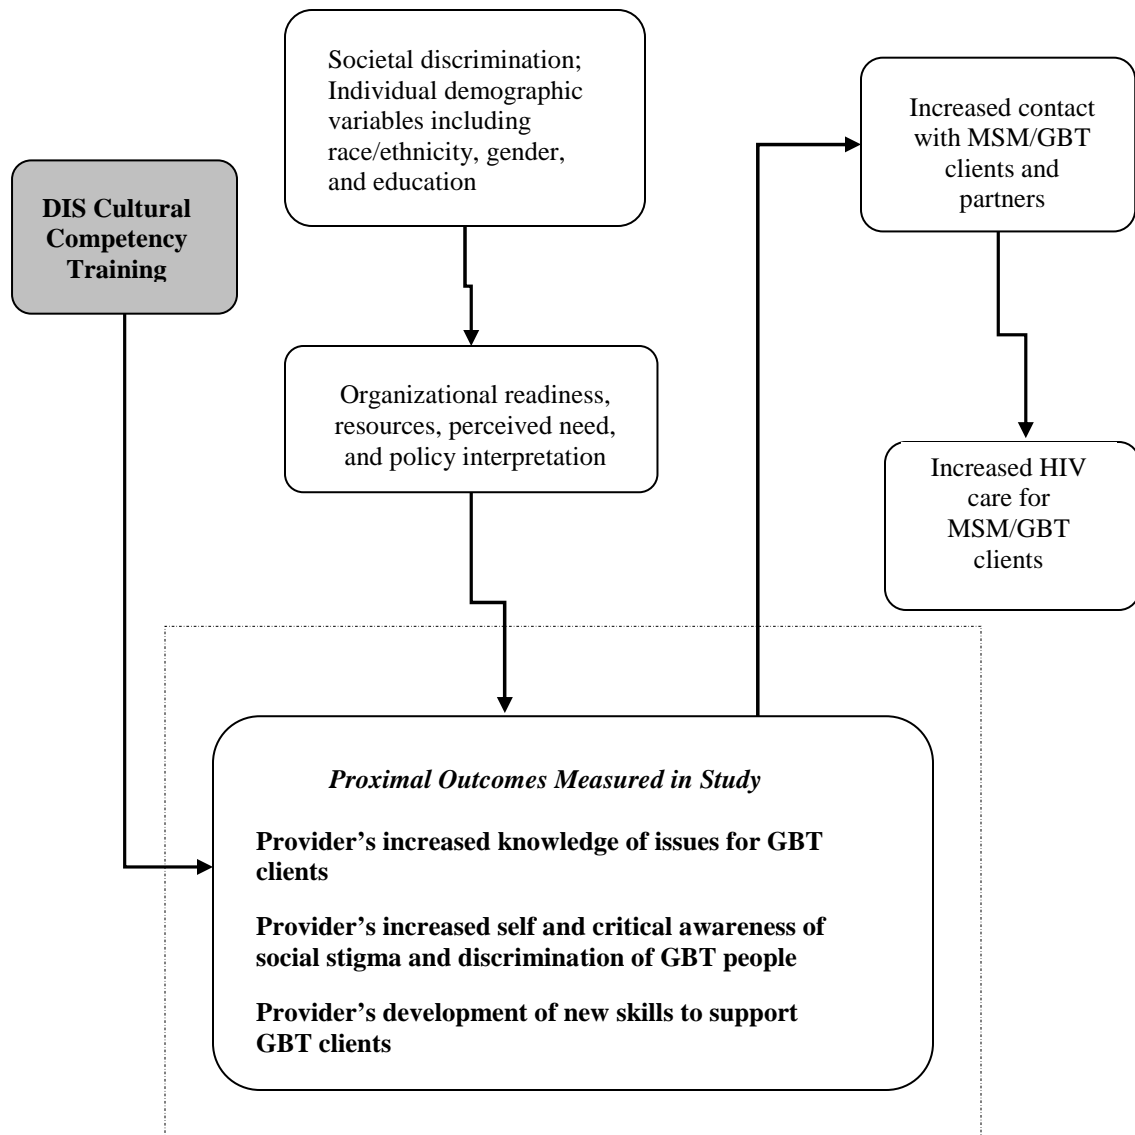 Societal discrimination;
Individual demographic
variables including
race/ethnicity, gender,
and education
Increased contact
with MSM/GBT
clients and
partners
DIS Cultural
Competency
Training
Organizational readiness,
resources, perceived need,
and policy interpretation
Increased HIV
care for
MSM/GBT
clients
Proximal Outcomes Measured in Study
Provider’s increased knowledge of issues for GBT
clients
Provider’s increased self and critical awareness of
social stigma and discrimination of GBT people
Provider’s development of new skills to support
GBT clients